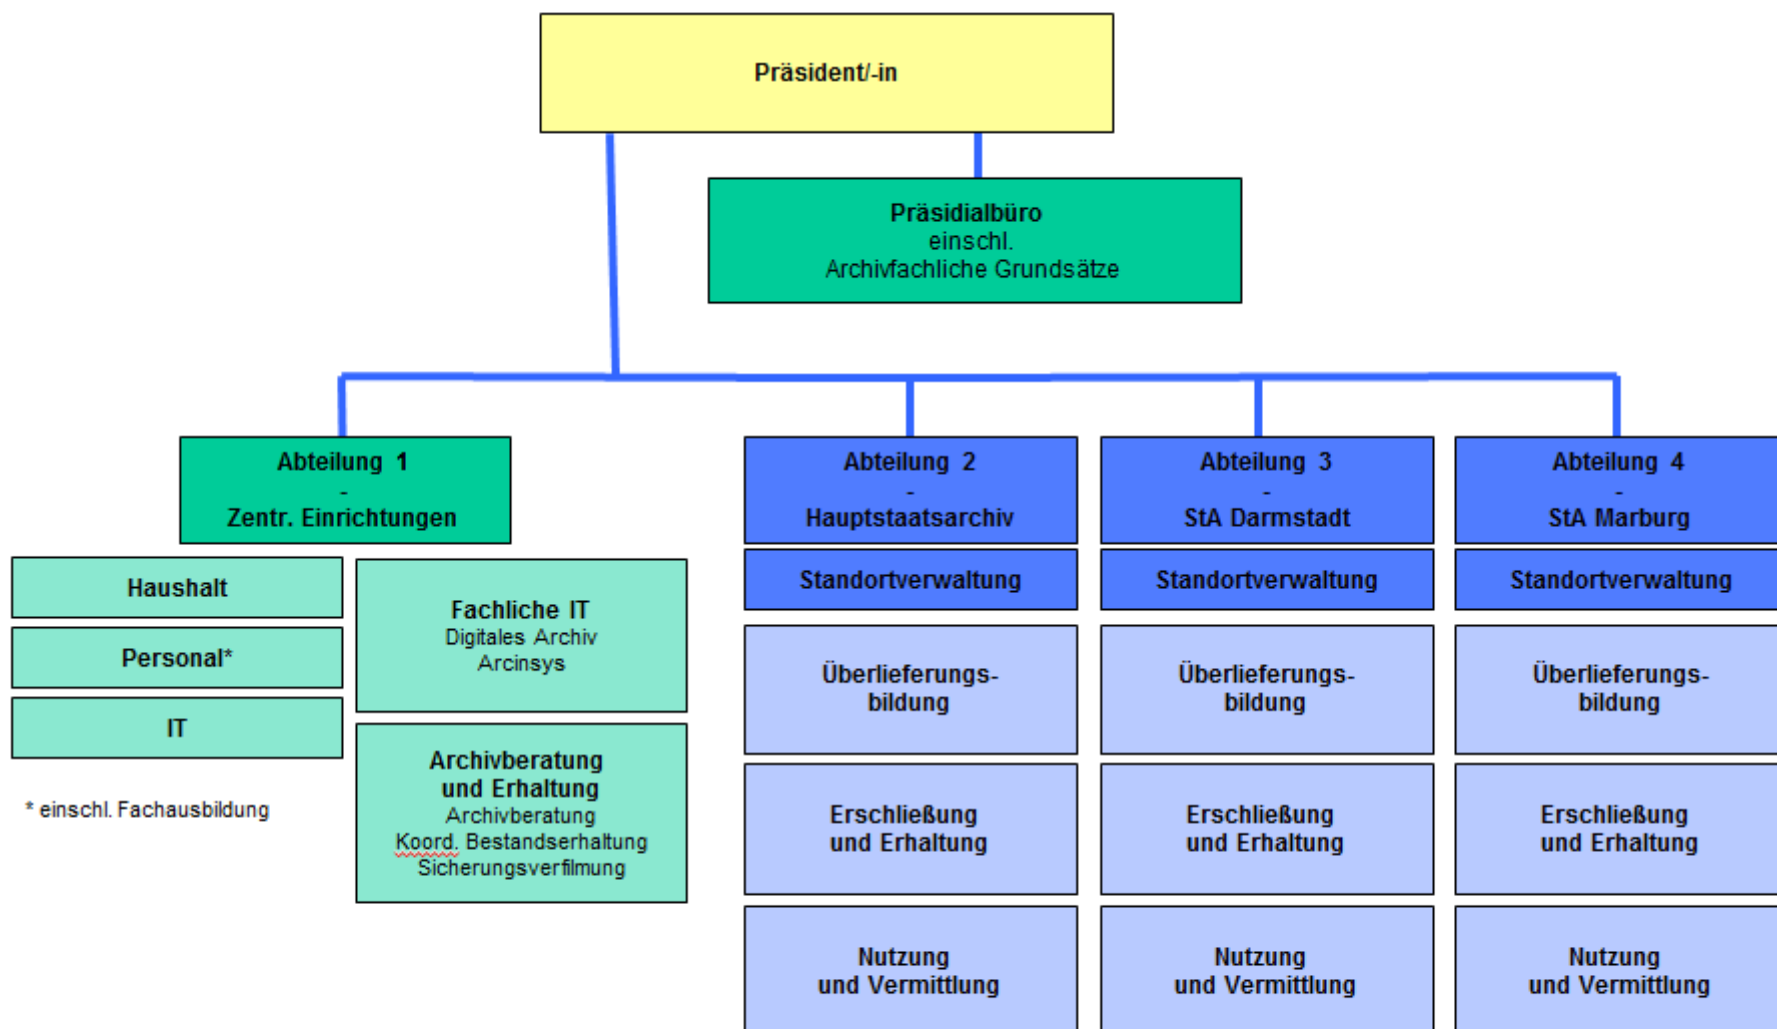 Präsident/-in
Präsidialbüro
einschl.
Archivfachliche Grundsätze
Abteilung 1
-
Zentr. Einrichtungen
Haushalt
Personal*
IT
* einschl. Fachausbildung
Fachliche IT
Digitales Archiv
Arcinsys
Archivberatung
und Erhaltung
Archivberatung
Koord. Bestandserhaltung
Sicherungsverfilmung
Abteilung 2
-
Hauptstaatsarchiv
Standortverwaltung
Überlieferungs-
bildung
Erschließung
und Erhaltung
Nutzung
und Vermittlung
Abteilung 3
-
StA Darmstadt
Standortverwaltung
Überlieferungs-
bildung
Erschließung
und Erhaltung
Nutzung
und Vermittlung
Abteilung 4
-
StA Marburg
Standortverwaltung
Überlieferungs-
bildung
Erschließung
und Erhaltung
Nutzung
und Vermittlung